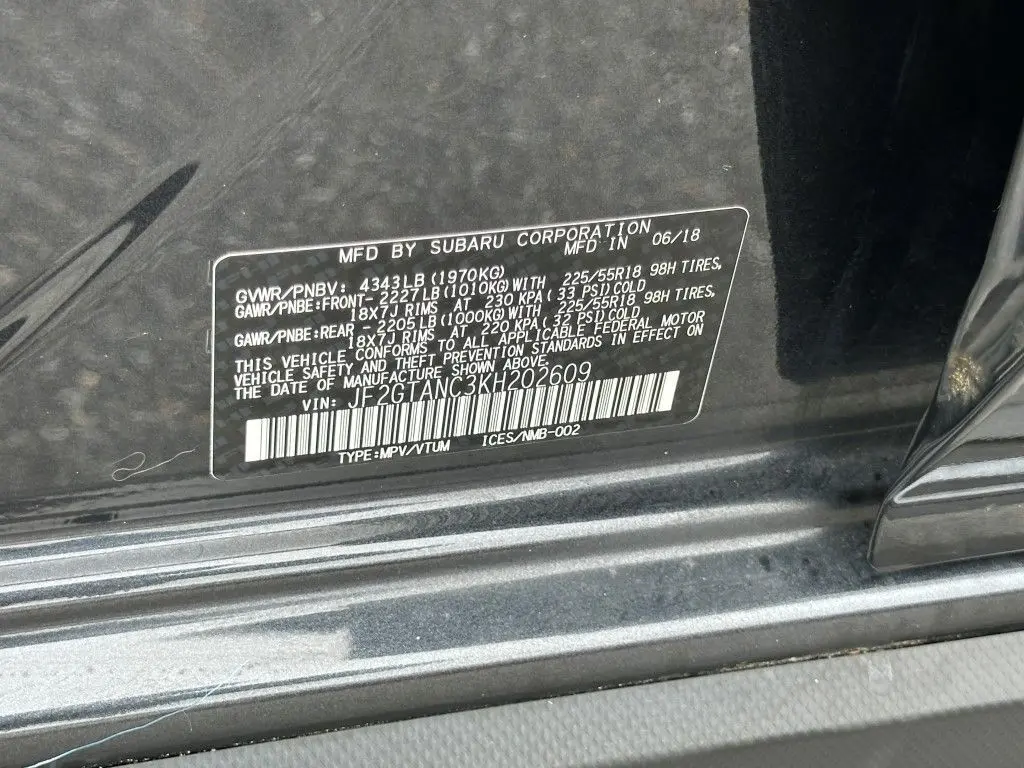 MFD BY SUBARU CORPORATION
MFD IN 06/18
GVWR/PNBV: 4343LB(1970KG)
GAWR/PNBE:FRONT- 2227LB(1010KG)WITH 225/55R18 98H TIRES,
18X7J RIMS AT 230 KPA(33 PSI)COLD
GAWR/PNBE:REAR - 2205LB(1000KG)WITH 225/55R18 98H TIRES,
18X7J RIMS AT 220 KPA(32 PSI)COLD
THIS VEHICLE CONFORMS TO ALL APPLICABLE FEDERAL MOTOR
VEHICLE SAFETY AND THEFT PREVENTION STANDARDS IN EFFECT ON
THE DATE OF MANUFACTURE SHOWN ABOVE.
VIN: JF2GTANC3KH202609
TYPE:MPV/VTUM ICES/NMB-002